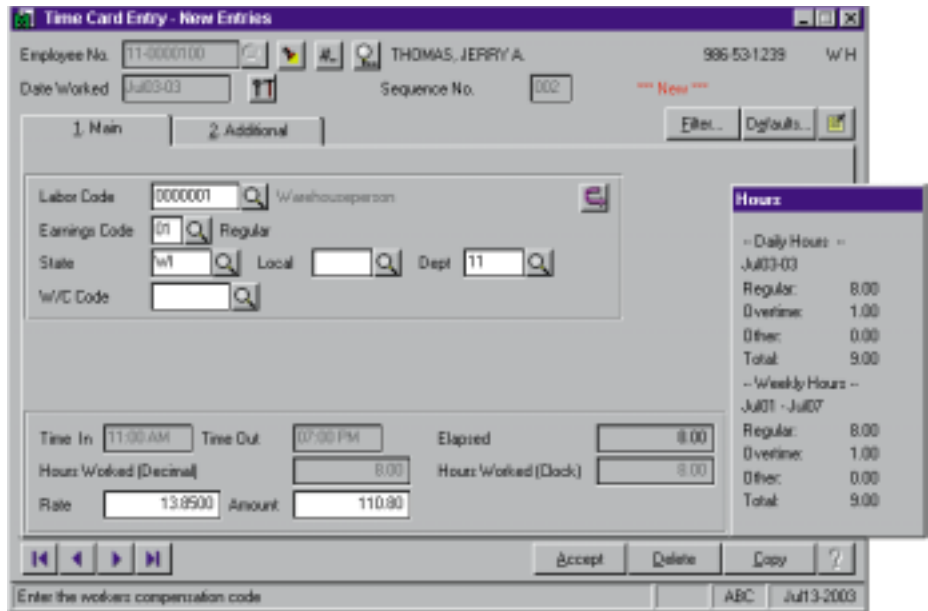 Time Card Entry - New Entries
Employee No. 11-0000100 THOMAS, JERRY A. 986-53-1239 W H
Date Worked Jul03-03 Sequence No. 002 *** New ***
1. Main 2. Additional Filter... Defaults...
Labor Code 0000001 Warehouseperson
Earnings Code 01 Regular
State WI Local Dept 11
W/C Code
Time In 11:00 AM Time Out 07:00 PM Elapsed 8.00
Hours Worked (Decimal) 8.00 Hours Worked (Clock) 8.00
Rate 13.8500 Amount 110.80
Hours
-- Daily Hours --
Jul03-03
Regular: 8.00
Overtime: 1.00
Other: 0.00
Total: 9.00
-- Weekly Hours --
Jul01 - Jul07
Regular: 8.00
Overtime: 1.00
Other: 0.00
Total: 9.00
Accept Delete Copy ?
Enter the workers compensation code ABC Jul13-2003